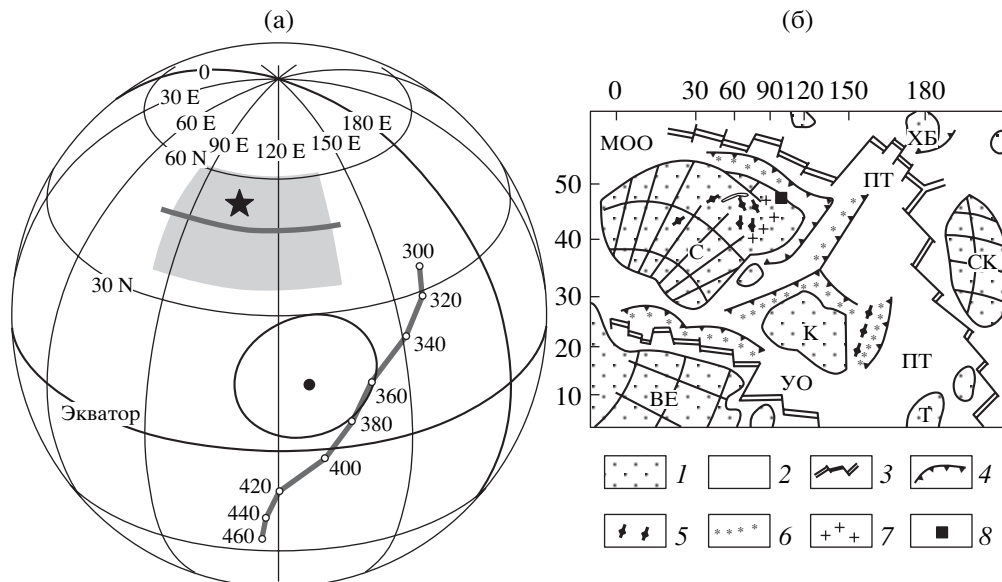 (а)
(б)
0
30 E
60 E
90 E
120 E
150 E
180 E
60 N
30 N
300
320
340
360
380
400
420
440
460
Экватор
0 30 60 90 120 150 180
50
40
30
20
10
МОО
ХБ
ПТ
С
СК
К
ПТ
УО
ВЕ
Т
1 2 3 4
5 6 7 8